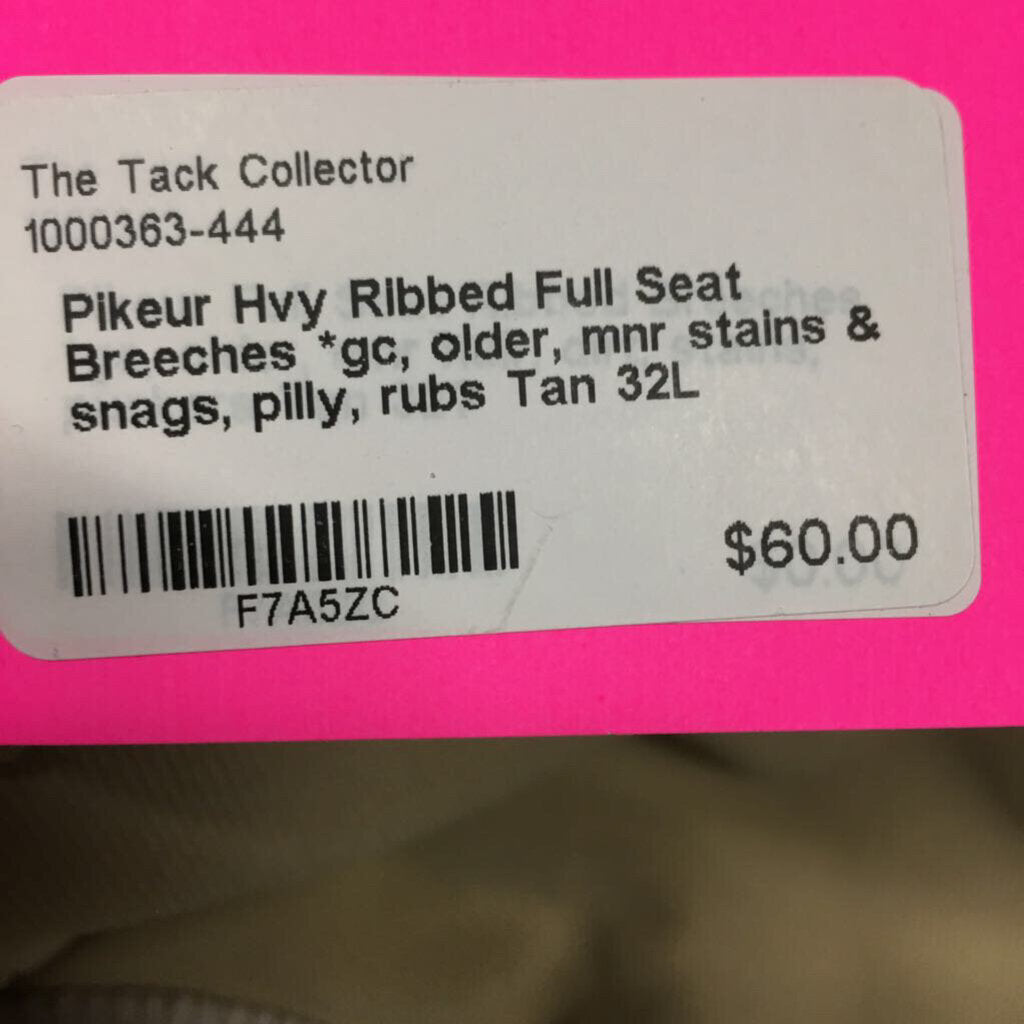 The Tack Collector
1000363-444
Pikeur Hvy Ribbed Full Seat
Breeches *gc, older, mnr stains &
snags, pilly, rubs Tan 32L
$60.00
F7A5ZC